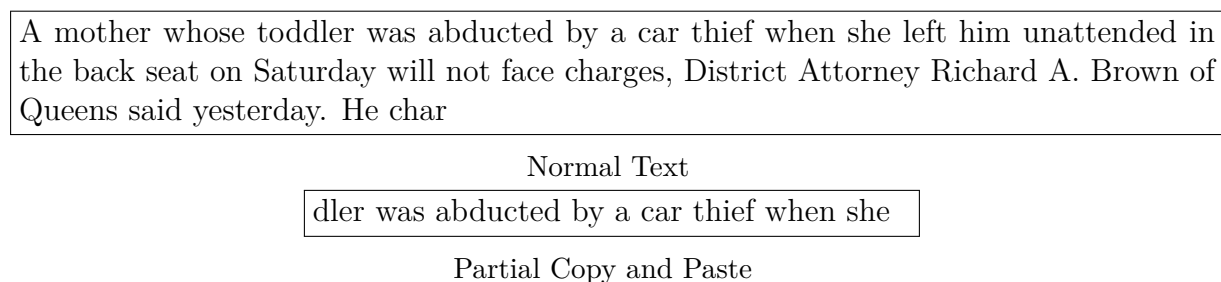 A mother whose toddler was abducted by a car thief when she left him unattended in
the back seat on Saturday will not face charges, District Attorney Richard A. Brown of
Queens said yesterday. He char
Normal Text
dler was abducted by a car thief when she
Partial Copy and Paste